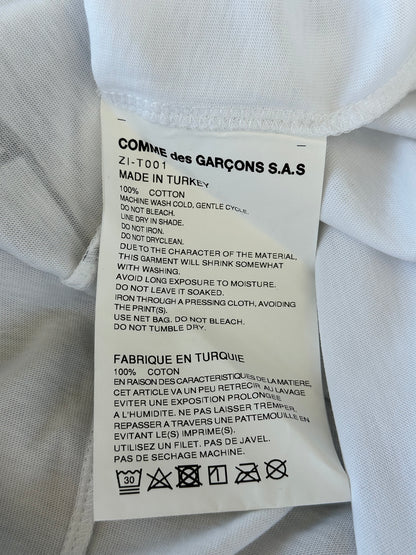 COMME des GARÇONS S.A.S
ZI-T001
MADE IN TURKEY
100% COTTON
MACHINE WASH COLD, GENTLE CYCLE.
DO NOT BLEACH.
LINE DRY IN SHADE.
DO NOT IRON.
DO NOT DRYCLEAN.
DUE TO THE CHARACTER OF THE MATERIAL,
THIS GARMENT WILL SHRINK SOMEWHAT
WITH WASHING.
AVOID LONG EXPOSURE TO MOISTURE.
DO NOT LEAVE IT SOAKED.
IRON THROUGH A PRESSING CLOTH, AVOIDING
THE PRINT(S).
USE NET BAG. DO NOT BLEACH.
DO NOT TUMBLE DRY.
FABRIQUE EN TURQUIE
100% COTON
EN RAISON DES CARACTERISTIQUES DE LA MATIERE,
CET ARTICLE VA UN PEU RETRECIR AU LAVAGE
EVITER UNE EXPOSITION PROLONGEE
A L'HUMIDITE. NE PAS LAISSER TREMPER.
REPASSER A TRAVERS UNE PATTEMOUILLE EN
EVITANT LE(S) IMPRIME(S).
UTILISEZ UN FILET. PAS DE JAVEL.
PAS DE SECHAGE MACHINE.
30